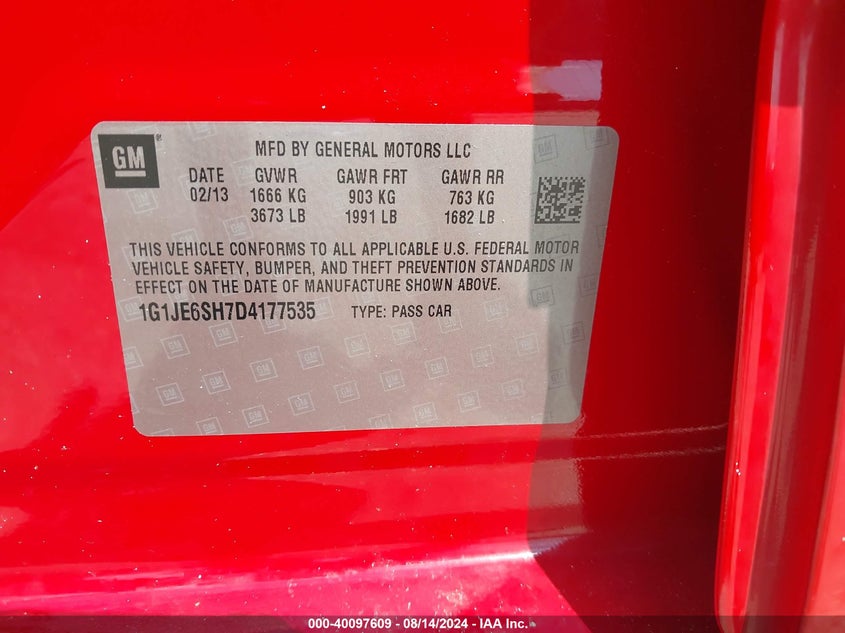 GM
MFD BY GENERAL MOTORS LLC
DATE GVWR GAWR FRT GAWR RR
02/13 1666 KG 903 KG 763 KG
3673 LB 1991 LB 1682 LB
THIS VEHICLE CONFORMS TO ALL APPLICABLE U.S. FEDERAL MOTOR
VEHICLE SAFETY, BUMPER, AND THEFT PREVENTION STANDARDS IN
EFFECT ON THE DATE OF MANUFACTURE SHOWN ABOVE.
1G1JE6SH7D4177535 TYPE: PASS CAR
000-40097609 - 08/14/2024 - IAA Inc.